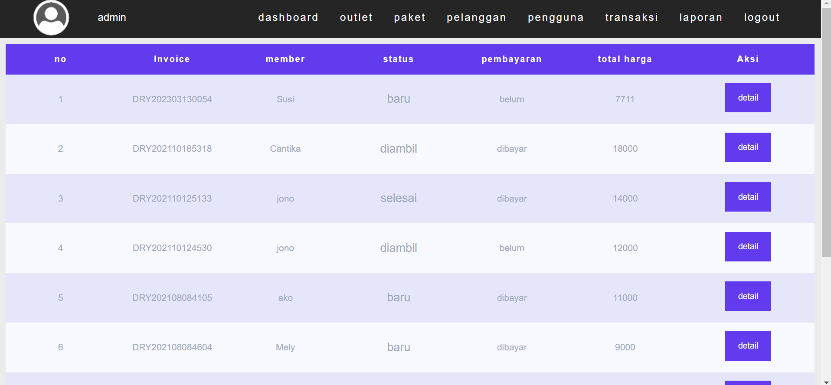 admin dashboard outlet paket pelanggan pengguna transaksi laporan logout
no Invoice member status pembayaran total harga Aksi
1 DRY202303130054 Susi baru belum 7711 detail
2 DRY202110185318 Cantika diambil dibayar 18000 detail
3 DRY202110125133 jono selesai dibayar 14000 detail
4 DRY202110124530 jono diambil belum 12000 detail
5 DRY202108084105 ako baru dibayar 11000 detail
6 DRY202108084604 Mely baru dibayar 9000 detail